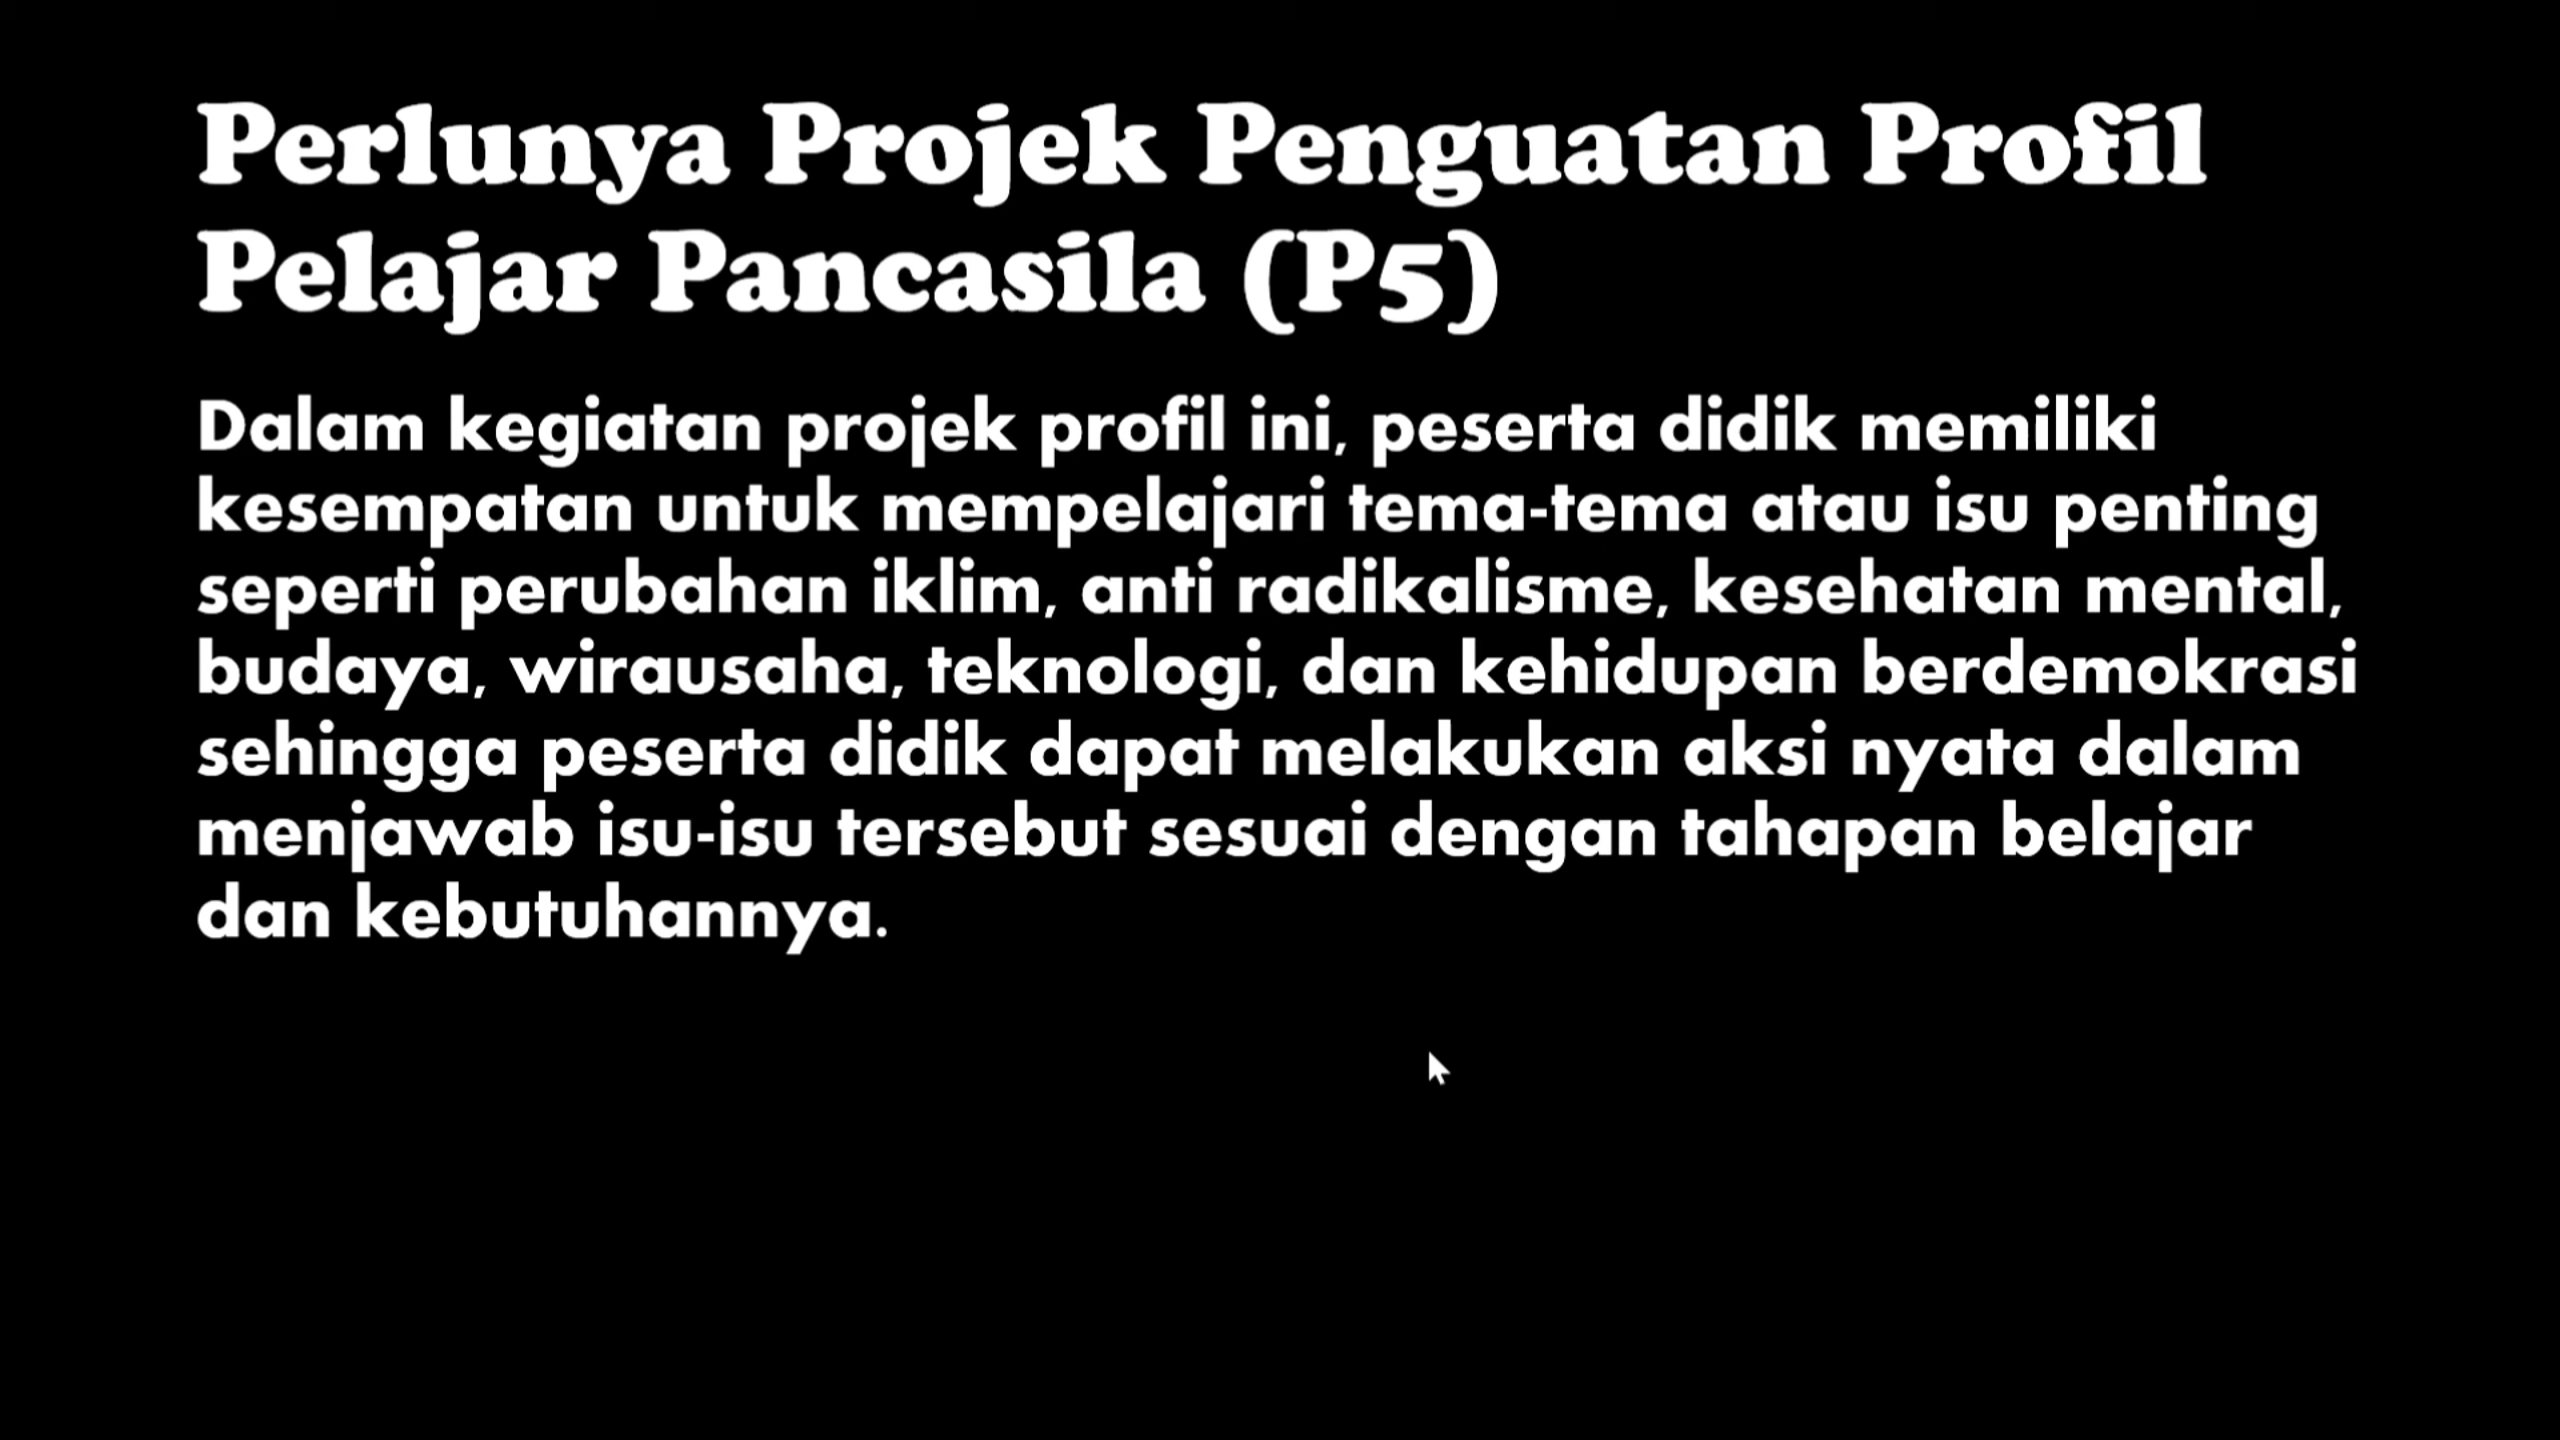 Perlunya Projek Penguatan Profil
Pelajar Pancasila (P5)
Dalam kegiatan projek profil ini, peserta didik memiliki
kesempatan untuk mempelajari tema-tema atau isu penting
seperti perubahan iklim, anti radikalisme, kesehatan mental,
budaya, wirausaha, teknologi, dan kehidupan berdemokrasi
sehingga peserta didik dapat melakukan aksi nyata dalam
menjawab isu-isu tersebut sesuai dengan tahapan belajar
dan kebutuhannya.